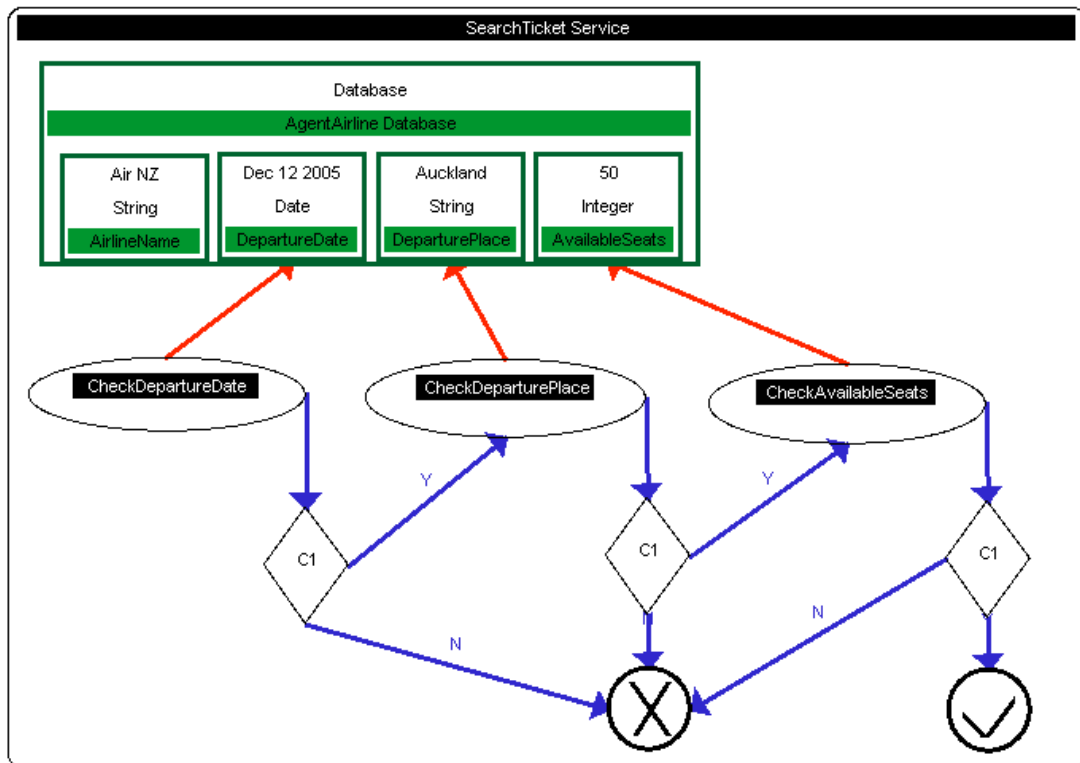 SearchTicket Service
Database
AgentAirline Database
Air NZ
String
AirlineName
Dec 12 2005
Date
DepartureDate
Auckland
String
DeparturePlace
50
Integer
AvailableSeats
CheckDepartureDate
CheckDeparturePlace
CheckAvailableSeats
Y
Y
C1
C1
C1
N
N
N
X